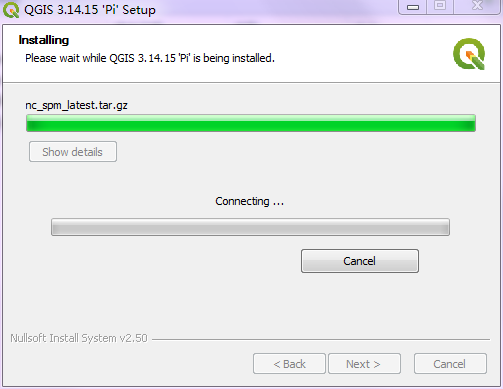 QGIS 3.14.15 'Pi' Setup
Installing
Please wait while QGIS 3.14.15 'Pi' is being installed.
nc_spm_latest.tar.gz
Show details
Connecting ...
Cancel
Nullsoft Install System v2.50
< Back Next > Cancel